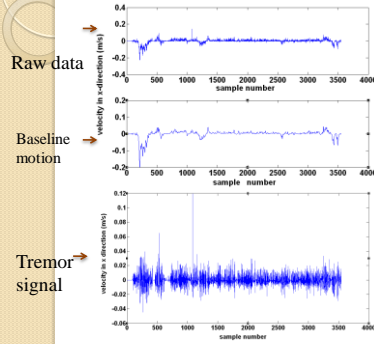 0.4
0.2
0
-0.2
-0.4
0 500 1000 1500 2000 2500 3000 3500 4000
sample number
Raw data
velocity in x-direction (m/s)
0.2
0.1
0
-0.1
-0.2
0 500 1000 1500 2000 2500 3000 3500 4000
sample number
Baseline
motion
0.12
0.1
0.08
0.06
0.04
0.02
0
-0.02
-0.04
-0.06
0 500 1000 1500 2000 2500 3000 3500 4000
sample number
velocity in x direction (m/s)
Tremor
signal